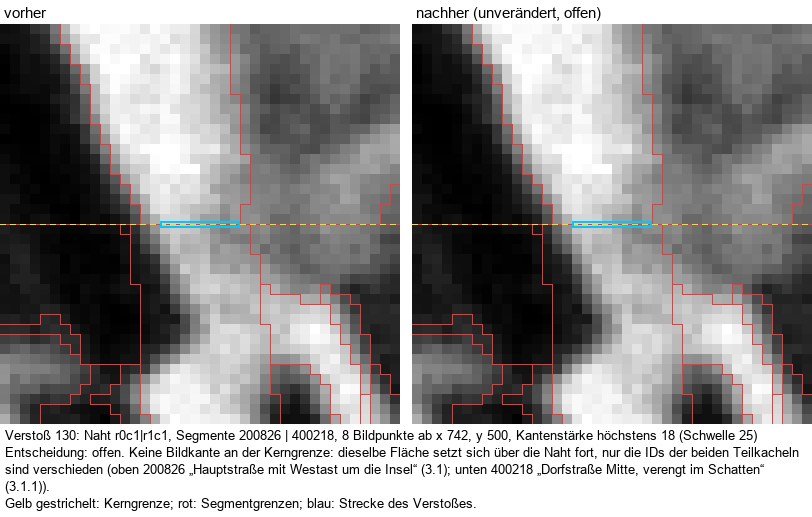 vorher
nachher (unverändert, offen)
Verstoß 130: Naht r0c1|r1c1, Segmente 200826 | 400218, 8 Bildpunkte ab x 742, y 500, Kantenstärke höchstens 18 (Schwelle 25)
Entscheidung: offen. Keine Bildkante an der Kerngrenze: dieselbe Fläche setzt sich über die Naht fort, nur die IDs der beiden Teilkacheln
sind verschieden (oben 200826 „Hauptstraße mit Westast um die Insel“ (3.1); unten 400218 „Dorfstraße Mitte, verengt im Schatten“
(3.1.1)).
Gelb gestrichelt: Kerngrenze; rot: Segmentgrenzen; blau: Strecke des Verstoßes.